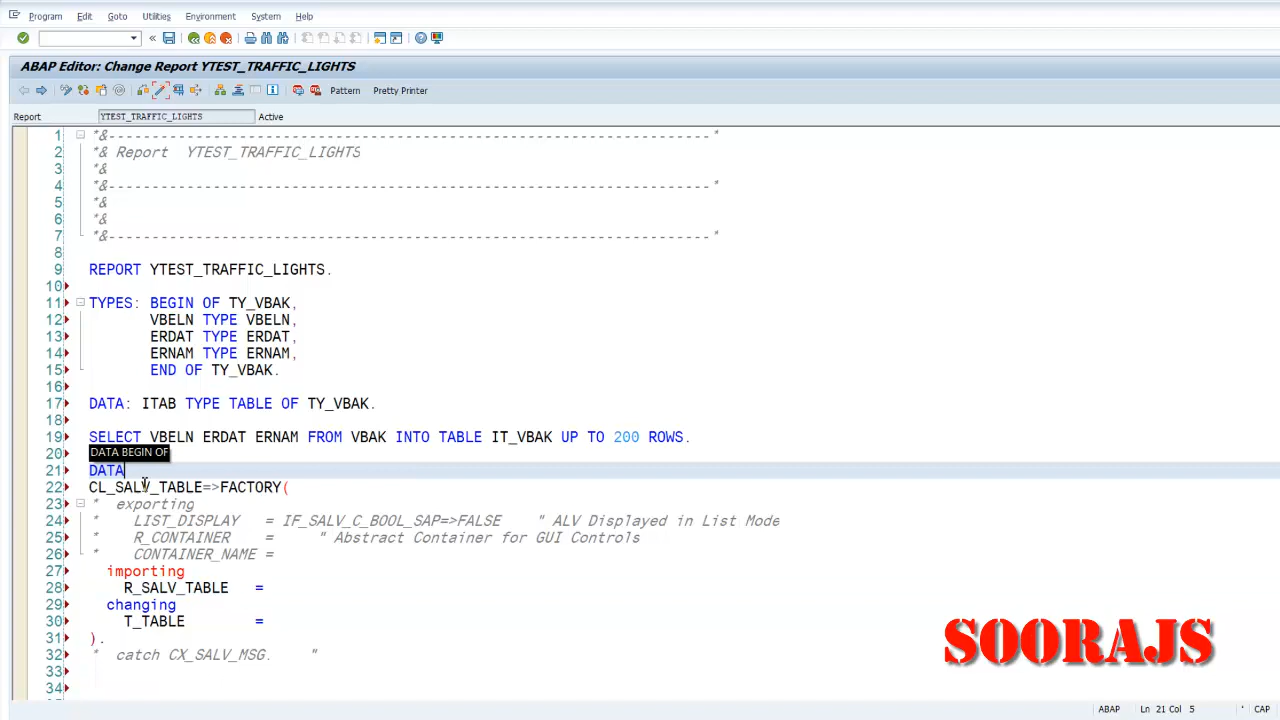 Program Edit Goto Utilities Environment System Help
ABAP Editor: Change Report YTEST_TRAFFIC_LIGHTS
Pattern Pretty Printer
Report YTEST_TRAFFIC_LIGHTS Active
1 *&---------------------------------------------------------------------*
2 *& Report  YTEST_TRAFFIC_LIGHTS
3 *&
4 *&---------------------------------------------------------------------*
5 *&
6 *&
7 *&---------------------------------------------------------------------*
8
9 REPORT YTEST_TRAFFIC_LIGHTS.
10
11 TYPES: BEGIN OF TY_VBAK,
12 VBELN TYPE VBELN,
13 ERDAT TYPE ERDAT,
14 ERNAM TYPE ERNAM,
15 END OF TY_VBAK.
16
17 DATA: ITAB TYPE TABLE OF TY_VBAK.
18
19 SELECT VBELN ERDAT ERNAM FROM VBAK INTO TABLE IT_VBAK UP TO 200 ROWS.
20 DATA BEGIN OF
21 DATA
22 CL_SALV_TABLE=>FACTORY(
23 * exporting
24 * LIST_DISPLAY = IF_SALV_C_BOOL_SAP=>FALSE " ALV Displayed in List Mode
25 * R_CONTAINER = " Abstract Container for GUI Controls
26 * CONTAINER_NAME =
27 importing
28 R_SALV_TABLE =
29 changing
30 T_TABLE =
31 ).
32 * catch CX_SALV_MSG. "
33
34
SOORAJS
ABAP Ln 21 Col 5 CAP